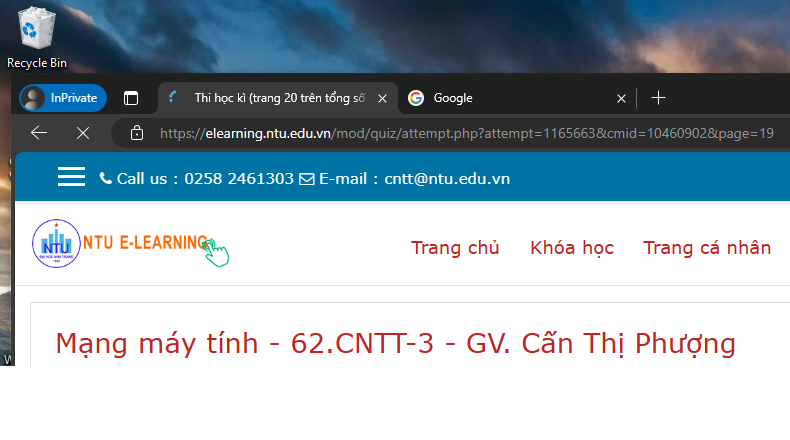 Recycle Bin
InPrivate
Thi học kì (trang 20 trên tổng số
Google
https://elearning.ntu.edu.vn/mod/quiz/attempt.php?attempt=1165663&cmid=10460902&page=19
Call us : 0258 2461303 E-mail : cntt@ntu.edu.vn
NTU
NTU E-LEARNING
Trang chủ Khóa học Trang cá nhân
Mạng máy tính - 62.CNTT-3 - GV. Cấn Thị Phượng